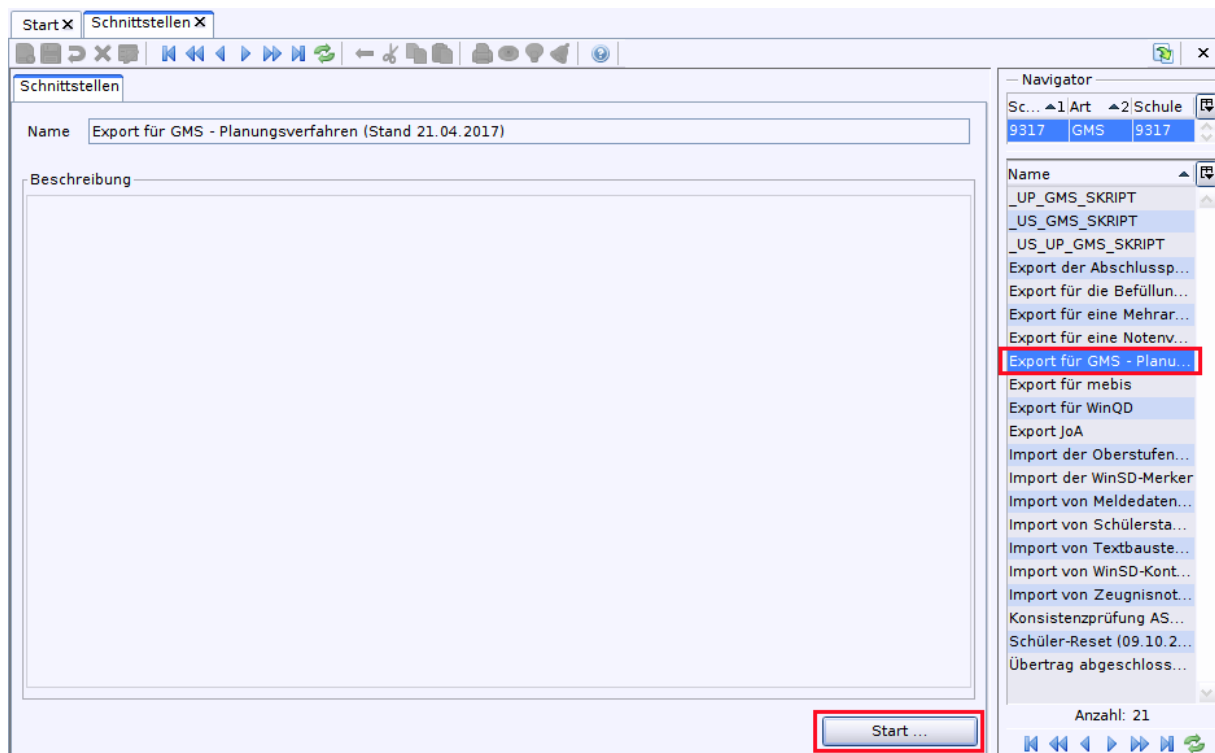 Start
Schnittstellen
Schnittstellen
Name Export für GMS - Planungsverfahren (Stand 21.04.2017)
Beschreibung
Start ...
Navigator
Sc... 1 Art 2 Schule
9317 GMS 9317
Name
_UP_GMS_SKRIPT
_US_GMS_SKRIPT
_US_UP_GMS_SKRIPT
Export der Abschlussp...
Export für die Befüllun...
Export für eine Mehrar...
Export für eine Notenv...
Export für GMS - Planu...
Export für mebis
Export für WinQD
Export JoA
Import der Oberstufen...
Import der WinSD-Merker
Import von Meldedaten...
Import von Schülersta...
Import von Textbauste...
Import von WinSD-Kont...
Import von Zeugnisnot...
Konsistenzprüfung AS...
Schüler-Reset (09.10.2...
Übertrag abgeschloss...
Anzahl: 21